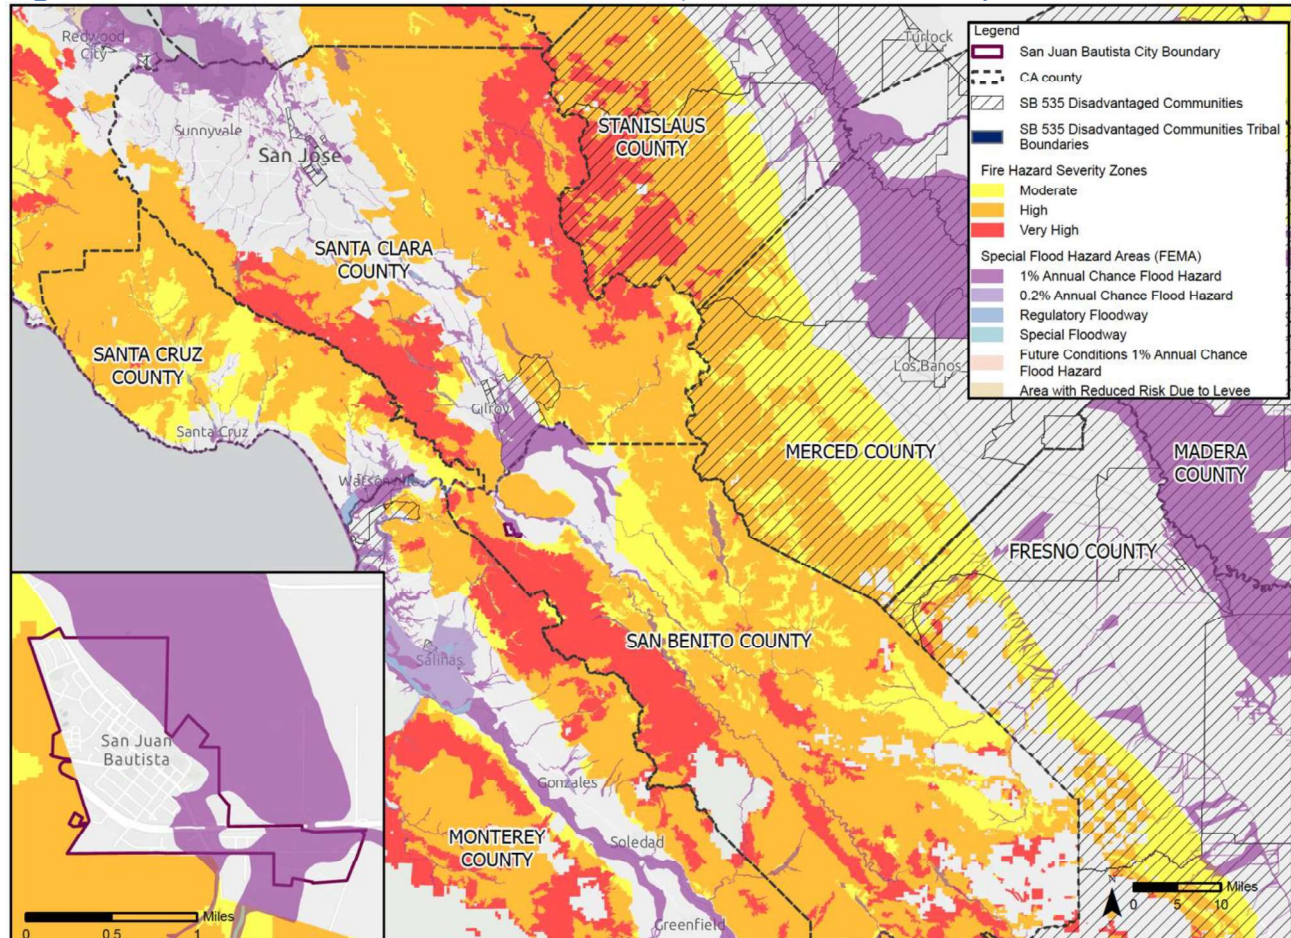 Redwood
City
Turlock
Sunnyvale
San Jose
STANISLAUS
COUNTY
SANTA CLARA
COUNTY
SANTA CRUZ
COUNTY
Santa Cruz
Gilroy
Los Banos
Watsonville
MERCED COUNTY
MADERA
COUNTY
FRESNO COUNTY
SAN BENITO COUNTY
Salinas
Gonzales
MONTEREY
COUNTY
Soledad
Greenfield
Legend
San Juan Bautista City Boundary
CA county
SB 535 Disadvantaged Communities
SB 535 Disadvantaged Communities Tribal
Boundaries
Fire Hazard Severity Zones
Moderate
High
Very High
Special Flood Hazard Areas (FEMA)
1% Annual Chance Flood Hazard
0.2% Annual Chance Flood Hazard
Regulatory Floodway
Special Floodway
Future Conditions 1% Annual Chance
Flood Hazard
Area with Reduced Risk Due to Levee
San Juan
Bautista
Miles
0 0.5 1
N
Miles
0 5 10